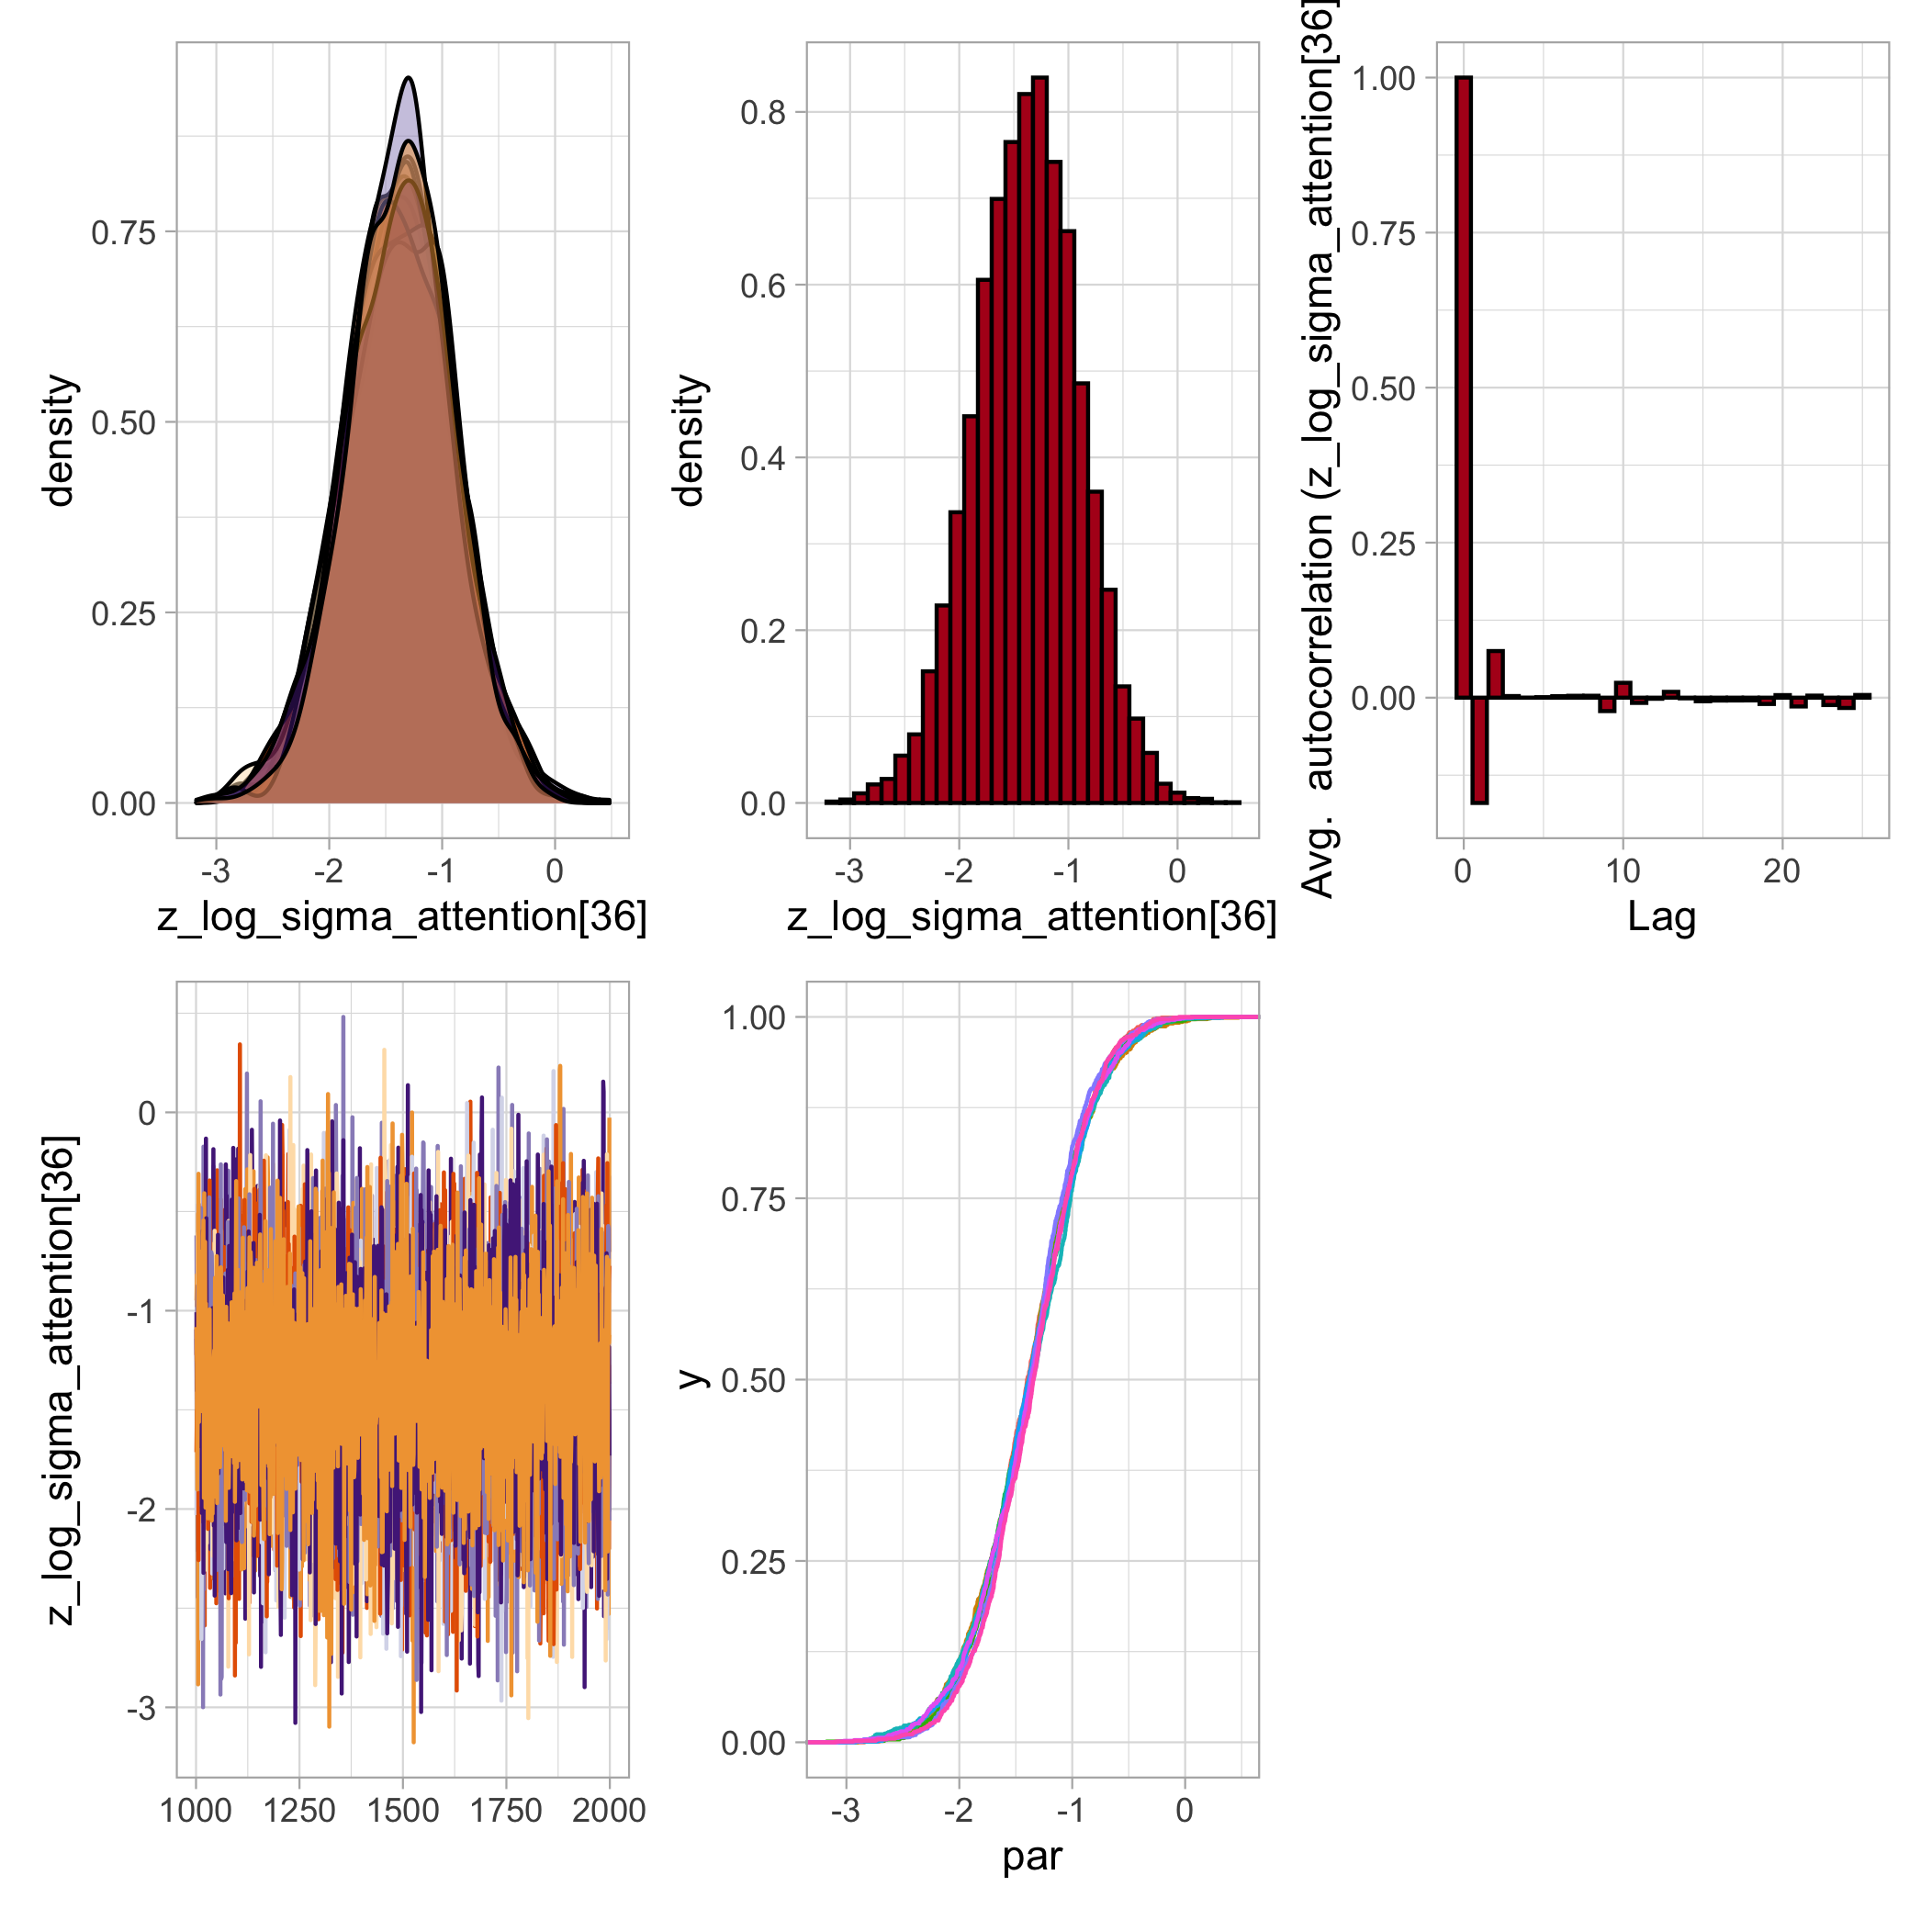 density
0.75
0.50
0.25
0.00
-3 -2 -1 0
z_log_sigma_attention[36]
density
0.8
0.6
0.4
0.2
0.0
-3 -2 -1 0
z_log_sigma_attention[36]
Avg. autocorrelation (z_log_sigma_attention[36]
1.00
0.75
0.50
0.25
0.00
0 10 20
Lag
z_log_sigma_attention[36]
0
-1
-2
-3
1000 1250 1500 1750 2000
y
1.00
0.75
0.50
0.25
0.00
-3 -2 -1 0
par